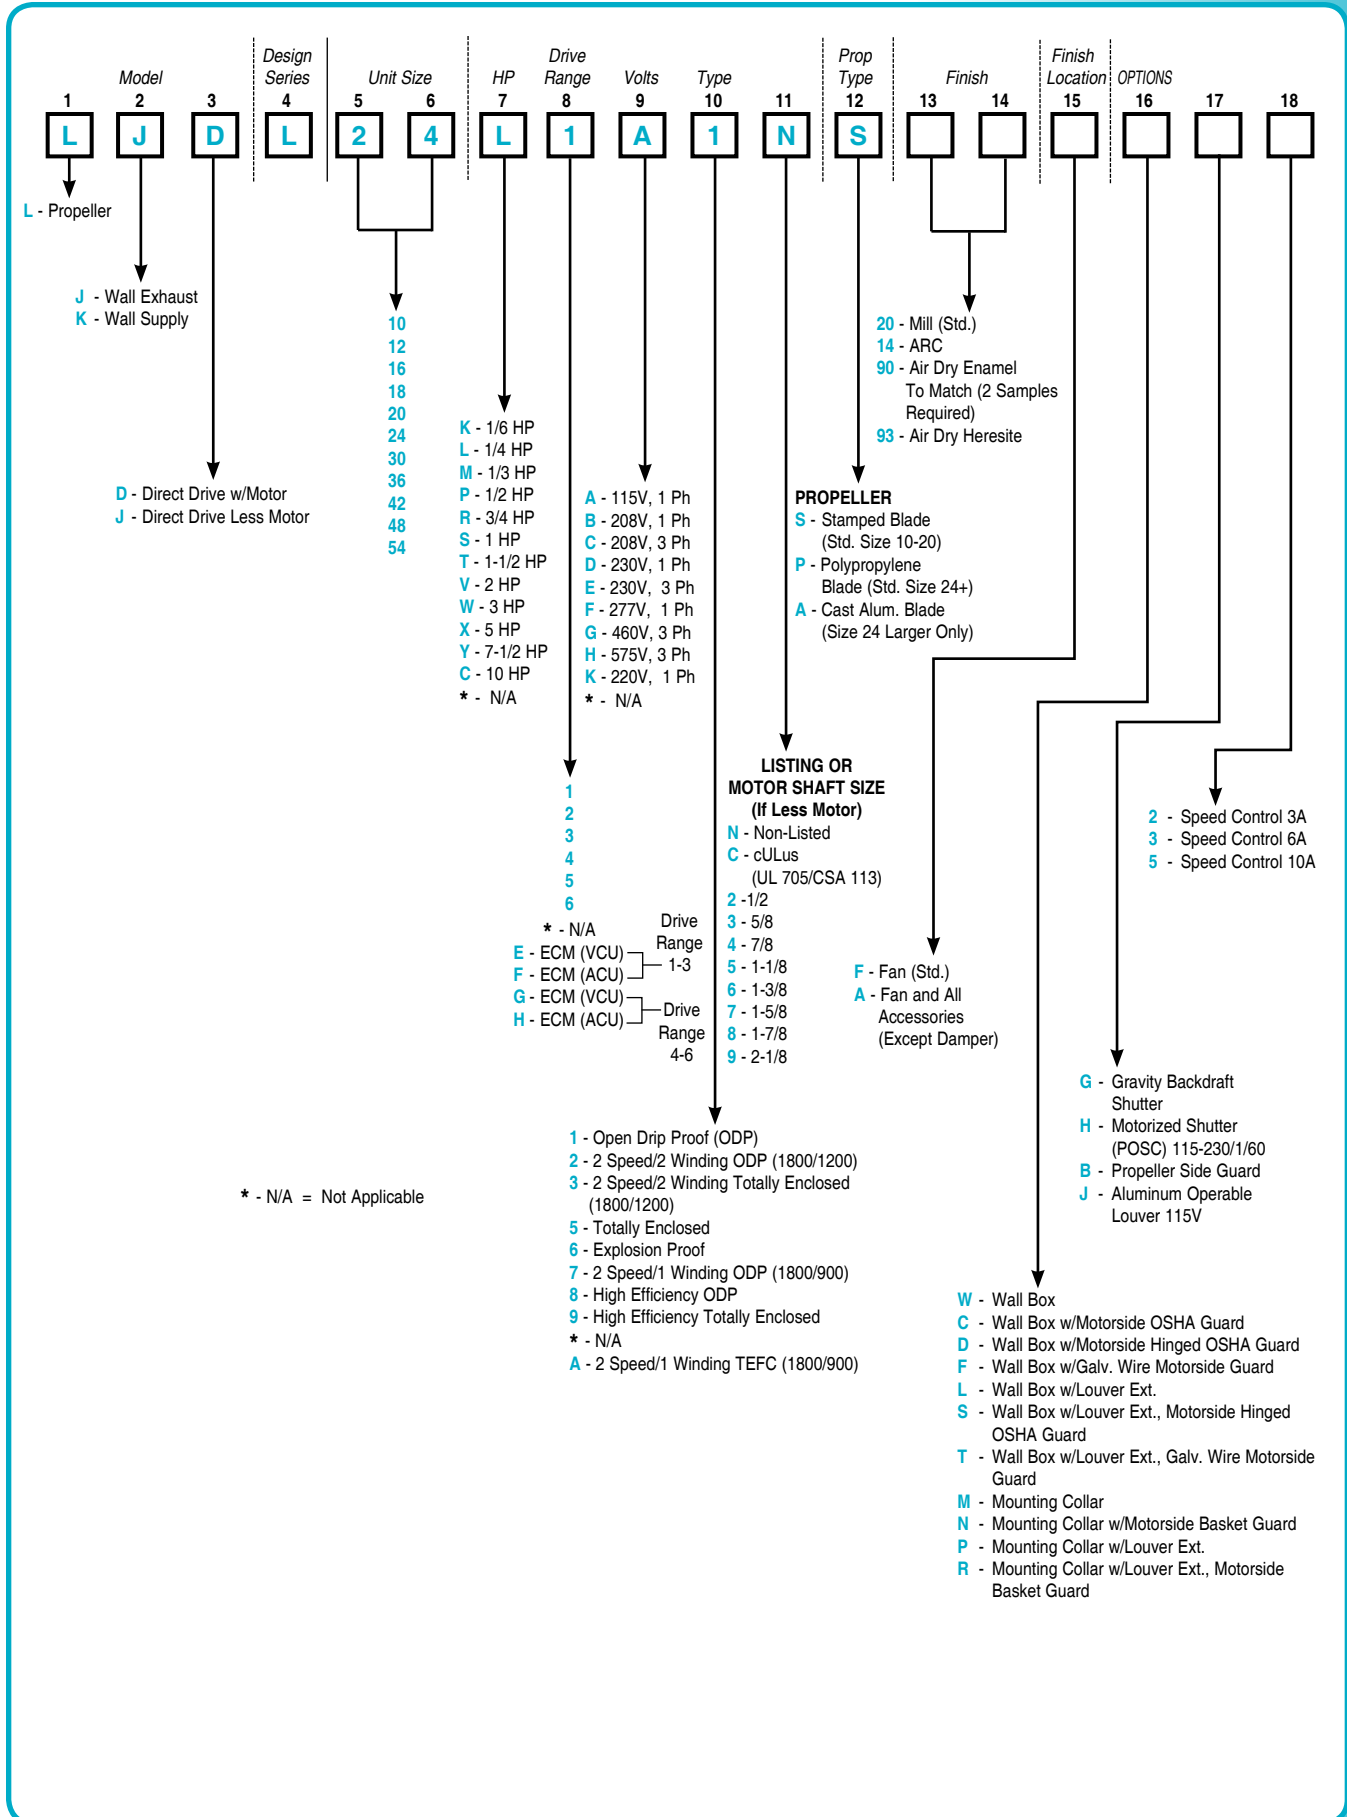 Model
Design Series
Unit Size
HP
Drive Range
Volts
Type
Prop Type
Finish
Finish Location
OPTIONS
1 2 3 4 5 6 7 8 9 10 11 12 13 14 15 16 17 18
L J D L 2 4 L 1 A 1 N S
L - Propeller
J - Wall Exhaust
K - Wall Supply
D - Direct Drive w/Motor
J - Direct Drive Less Motor
10
12
16
18
20
24
30
36
42
48
54
K - 1/6 HP
L - 1/4 HP
M - 1/3 HP
P - 1/2 HP
R - 3/4 HP
S - 1 HP
T - 1-1/2 HP
V - 2 HP
W - 3 HP
X - 5 HP
Y - 7-1/2 HP
C - 10 HP
* - N/A
1
2
3
4
5
6
* - N/A
E - ECM (VCU)
F - ECM (ACU)
G - ECM (VCU)
H - ECM (ACU)
Drive
Range
1-3
Drive
Range
4-6
A - 115V, 1 Ph
B - 208V, 1 Ph
C - 208V, 3 Ph
D - 230V, 1 Ph
E - 230V, 3 Ph
F - 277V, 1 Ph
G - 460V, 3 Ph
H - 575V, 3 Ph
K - 220V, 1 Ph
* - N/A
1 - Open Drip Proof (ODP)
2 - 2 Speed/2 Winding ODP (1800/1200)
3 - 2 Speed/2 Winding Totally Enclosed
(1800/1200)
5 - Totally Enclosed
6 - Explosion Proof
7 - 2 Speed/1 Winding ODP (1800/900)
8 - High Efficiency ODP
9 - High Efficiency Totally Enclosed
* - N/A
A - 2 Speed/1 Winding TEFC (1800/900)
LISTING OR
MOTOR SHAFT SIZE
(If Less Motor)
N - Non-Listed
C - cULus
(UL 705/CSA 113)
2 -1/2
3 - 5/8
4 - 7/8
5 - 1-1/8
6 - 1-3/8
7 - 1-5/8
8 - 1-7/8
9 - 2-1/8
PROPELLER
S - Stamped Blade
(Std. Size 10-20)
P - Polypropylene
Blade (Std. Size 24+)
A - Cast Alum. Blade
(Size 24 Larger Only)
20 - Mill (Std.)
14 - ARC
90 - Air Dry Enamel
To Match (2 Samples
Required)
93 - Air Dry Heresite
F - Fan (Std.)
A - Fan and All
Accessories
(Except Damper)
W - Wall Box
C - Wall Box w/Motorside OSHA Guard
D - Wall Box w/Motorside Hinged OSHA Guard
F - Wall Box w/Galv. Wire Motorside Guard
L - Wall Box w/Louver Ext.
S - Wall Box w/Louver Ext., Motorside Hinged
OSHA Guard
T - Wall Box w/Louver Ext., Galv. Wire Motorside
Guard
M - Mounting Collar
N - Mounting Collar w/Motorside Basket Guard
P - Mounting Collar w/Louver Ext.
R - Mounting Collar w/Louver Ext., Motorside
Basket Guard
G - Gravity Backdraft
Shutter
H - Motorized Shutter
(POSC) 115-230/1/60
B - Propeller Side Guard
J - Aluminum Operable
Louver 115V
2 - Speed Control 3A
3 - Speed Control 6A
5 - Speed Control 10A
* - N/A = Not Applicable